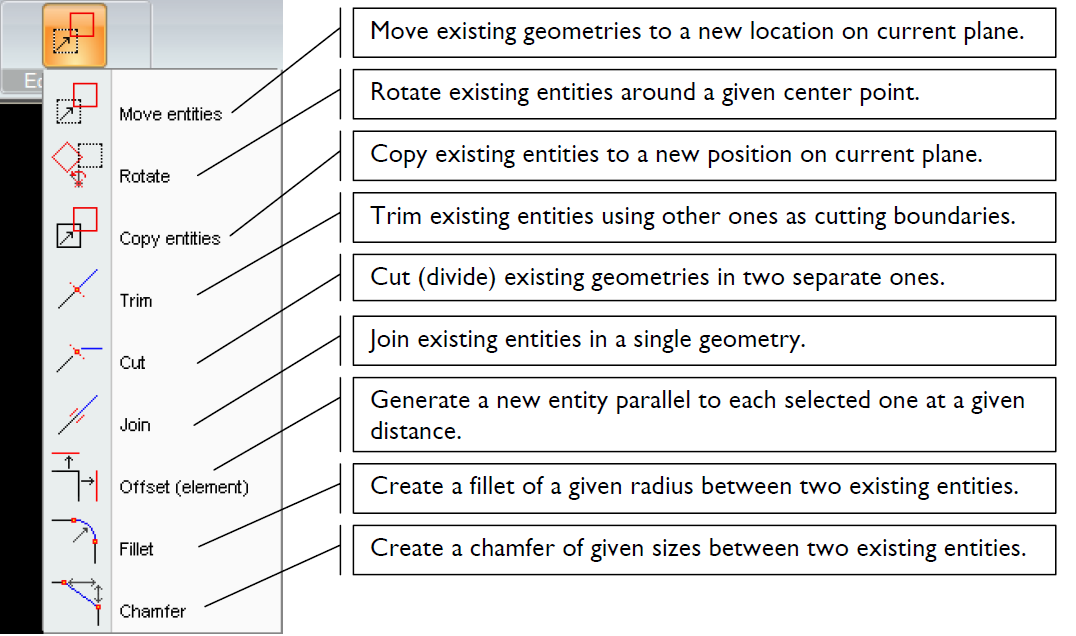 Move entities
Move existing geometries to a new location on current plane.
Rotate
Rotate existing entities around a given center point.
Copy entities
Copy existing entities to a new position on current plane.
Trim
Trim existing entities using other ones as cutting boundaries.
Cut
Cut (divide) existing geometries in two separate ones.
Join
Join existing entities in a single geometry.
Offset (element)
Generate a new entity parallel to each selected one at a given
distance.
Fillet
Create a fillet of a given radius between two existing entities.
Chamfer
Create a chamfer of given sizes between two existing entities.